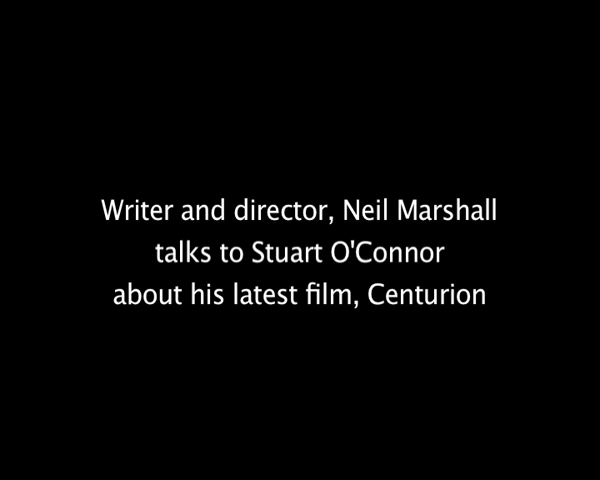 Writer and director, Neil Marshall
talks to Stuart O'Connor
about his latest film, Centurion